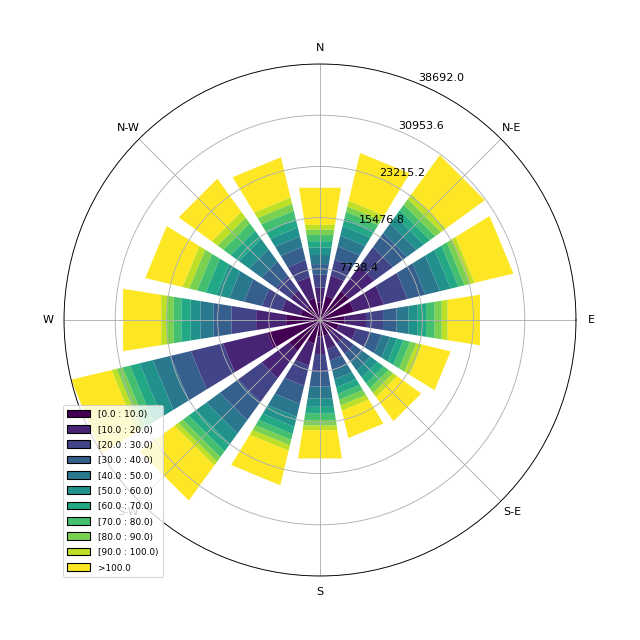 N
38692.0
30953.6
N-W
N-E
23215.2
15476.8
7738.4
W
E
[0.0 : 10.0)
[10.0 : 20.0)
[20.0 : 30.0)
[30.0 : 40.0)
[40.0 : 50.0)
[50.0 : 60.0)
[60.0 : 70.0)
[70.0 : 80.0)
[80.0 : 90.0)
[90.0 : 100.0)
>100.0
S-W
S-E
S